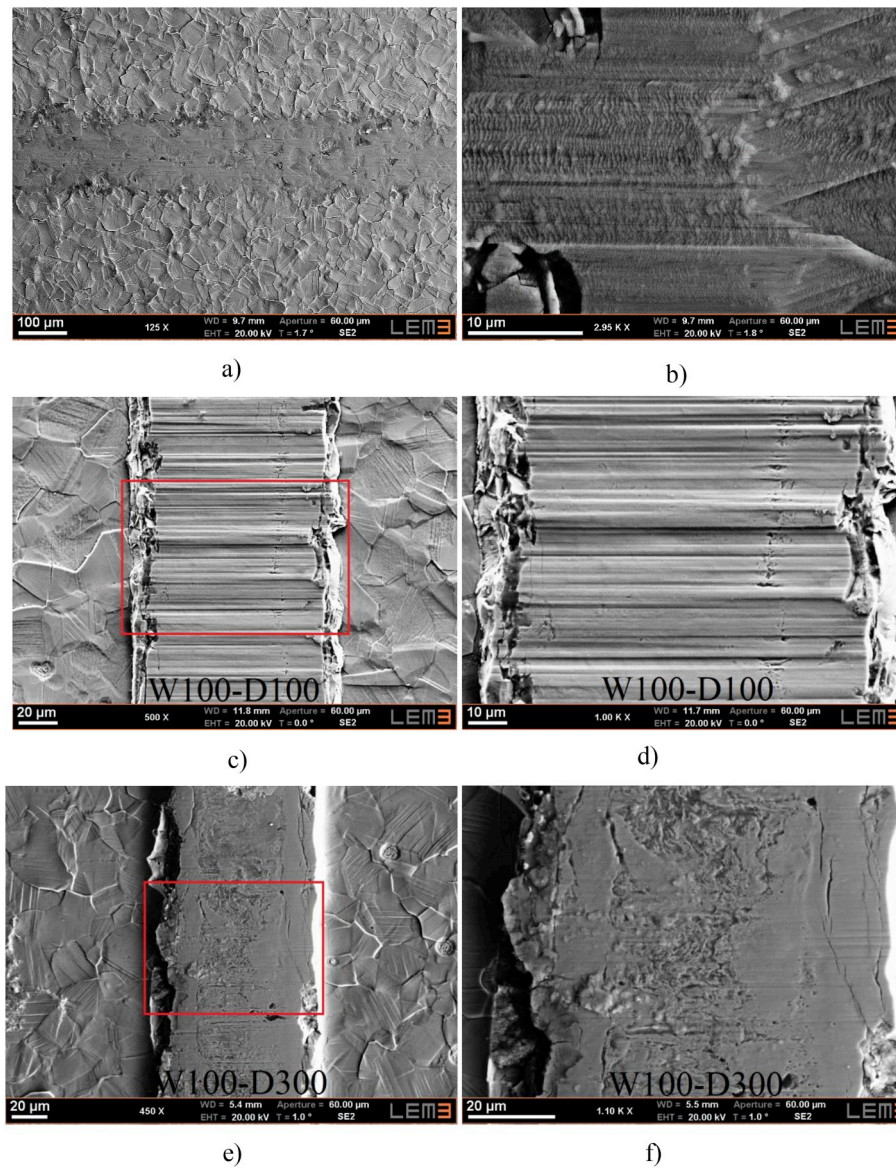 100 µm
125 X
WD = 9.7 mm Aperture = 60.00 µm
EHT = 20.00 kV T = 1.7 ° SE2
LEM3
10 µm
2.95 K X
WD = 9.7 mm Aperture = 60.00 µm
EHT = 20.00 kV T = 1.8 ° SE2
LEM3
a)
b)
W100-D100
20 µm
500 X
WD = 11.8 mm Aperture = 60.00 µm
EHT = 20.00 kV T = 0.0 ° SE2
LEM3
W100-D100
10 µm
1.00 K X
WD = 11.7 mm Aperture = 60.00 µm
EHT = 20.00 kV T = 0.0 ° SE2
LEM3
c)
d)
W100-D300
20 µm
450 X
WD = 5.4 mm Aperture = 60.00 µm
EHT = 20.00 kV T = 1.0 ° SE2
LEM3
W100-D300
20 µm
1.10 K X
WD = 5.5 mm Aperture = 60.00 µm
EHT = 20.00 kV T = 1.0 ° SE2
LEM3
e)
f)